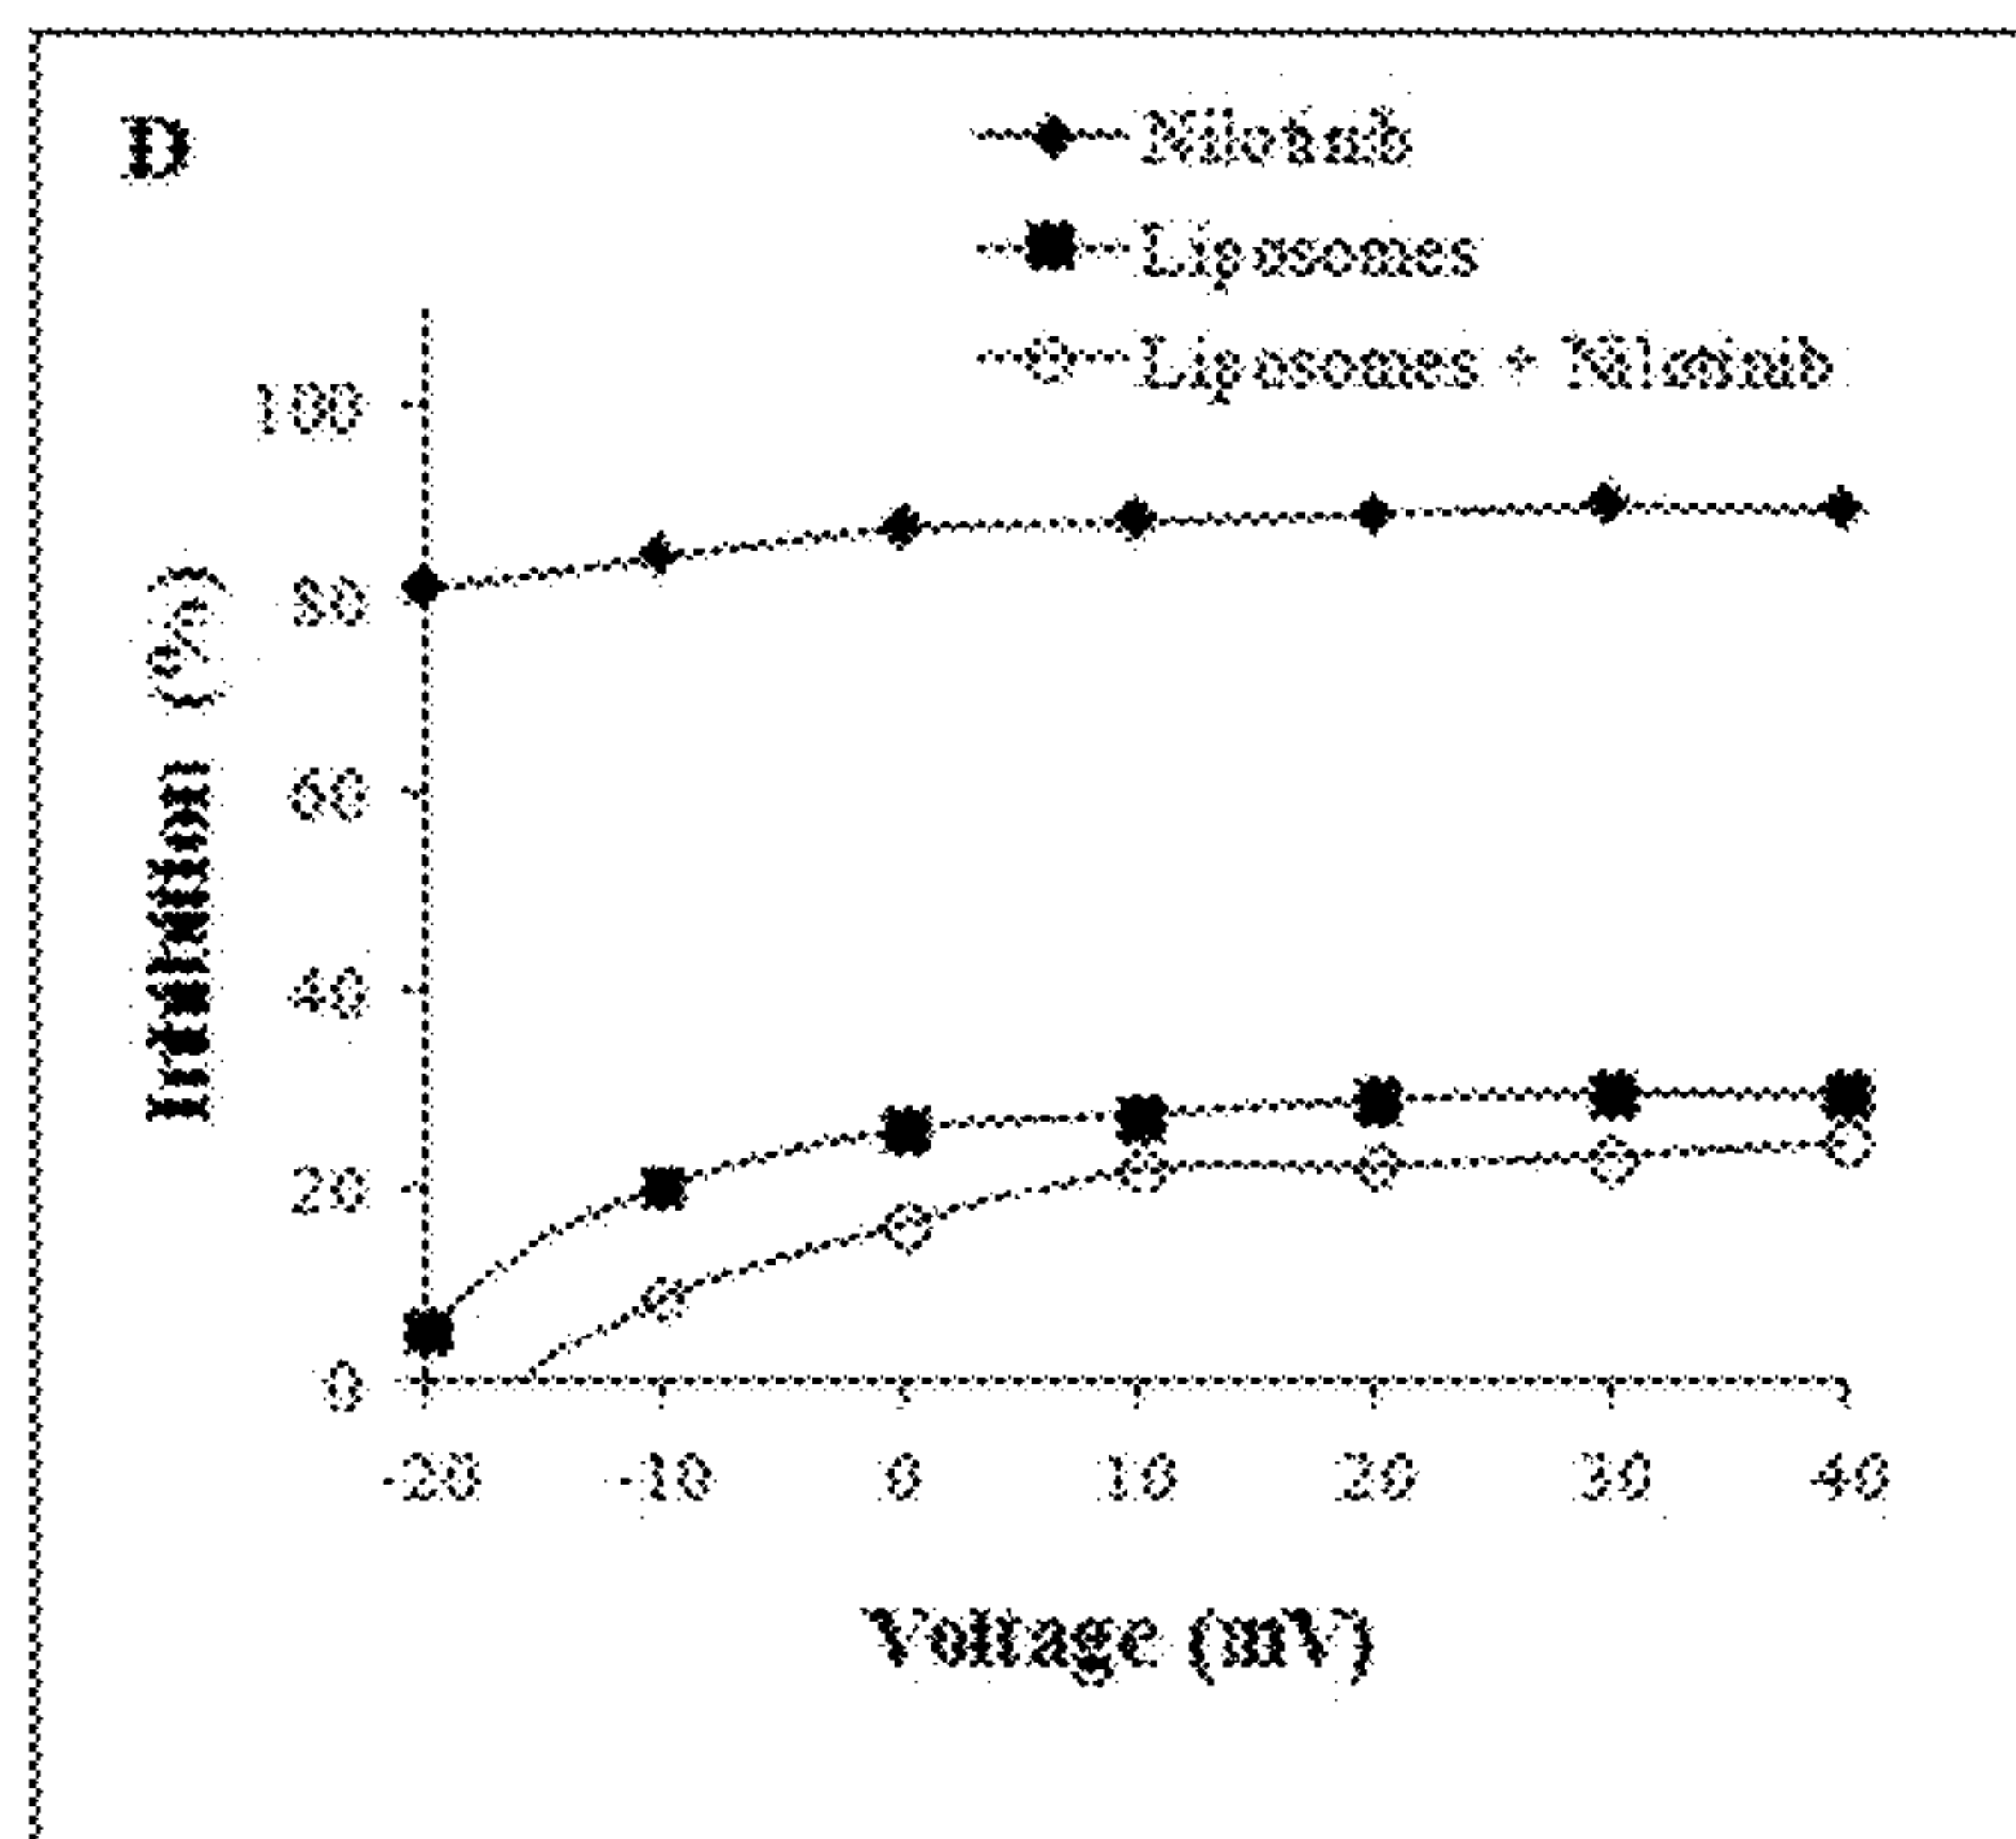 D
Nilotinib
Liposomes
Liposomes + Nilotinib
100
80
60
40
20
0
Inhibition (%)
-20 -10 0 10 20 30 40
Voltage (mV)